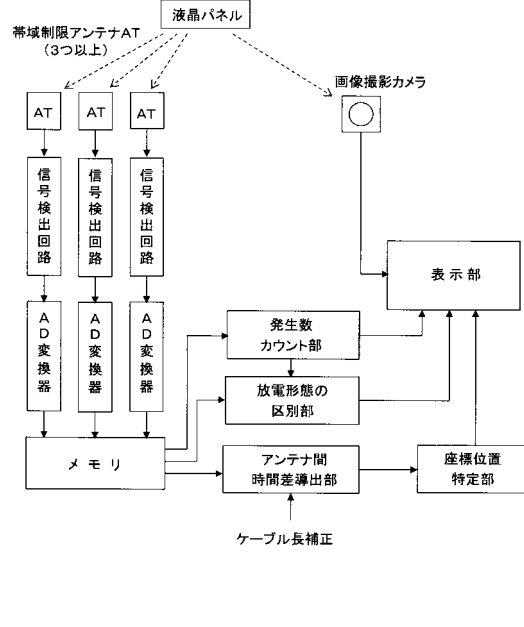 液晶パネル
帯域制限アンテナAT
（3つ以上）
画像撮影カメラ
AT
AT
AT
信号検出回路
信号検出回路
信号検出回路
表示部
AD変換器
AD変換器
AD変換器
発生数
カウント部
放電形態の
区別部
メモリ
アンテナ間
時間差導出部
座標位置
特定部
ケーブル長補正